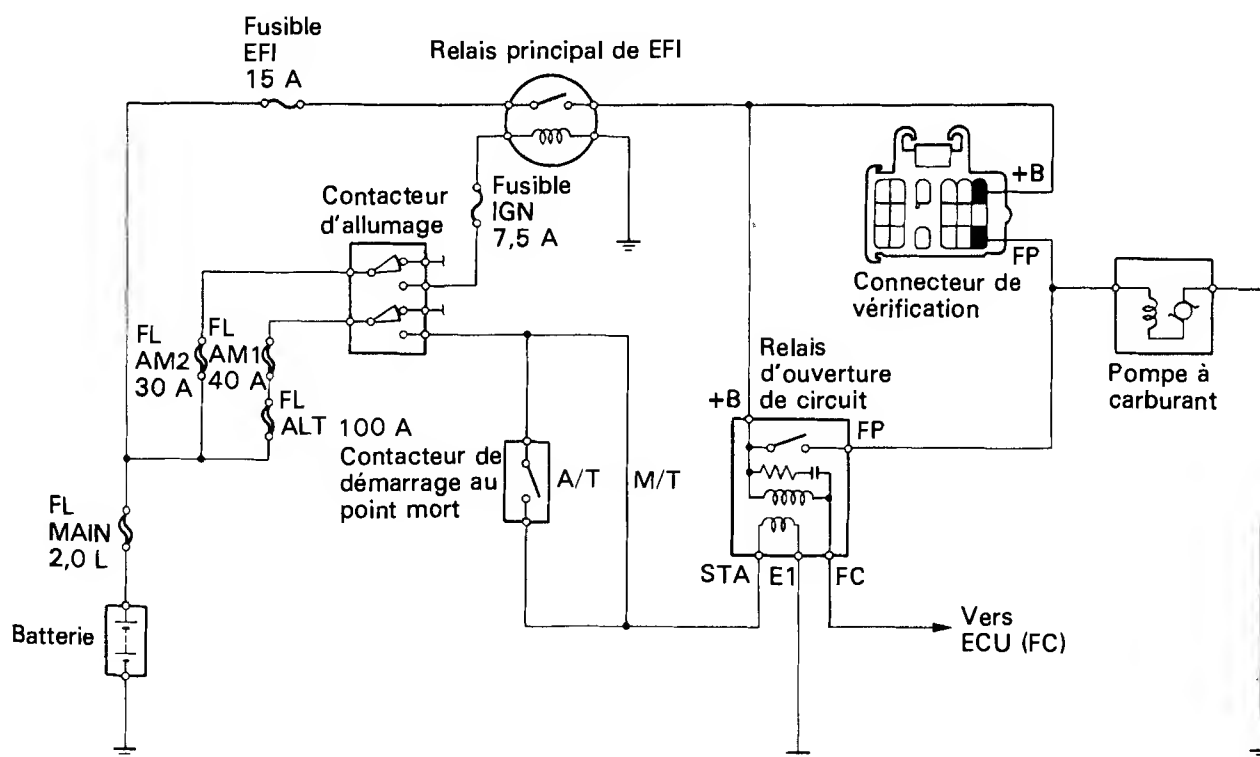 Fusible
EFI
15 A
Relais principal de EFI
Contacteur
d'allumage
Fusible
IGN
7,5 A
+B
FP
Connecteur de
vérification
FL
AM2
30 A
FL
AM1
40 A
FL
ALT 100 A
Relais
d'ouverture
de circuit
+B
FP
Pompe à
carburant
Contacteur de
démarrage au
point mort
A/T
M/T
FL
MAIN
2,0 L
STA
E1
FC
Batterie
Vers
ECU (FC)